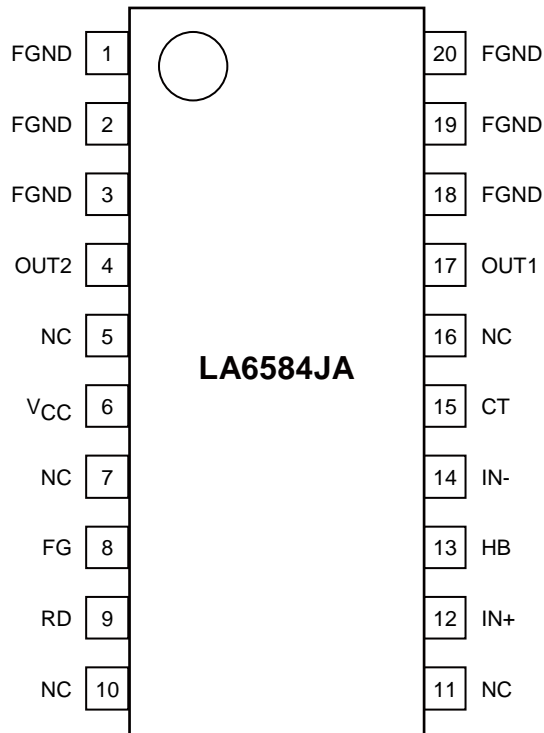 FGND 1 20 FGND
FGND 2 19 FGND
FGND 3 18 FGND
OUT2 4 17 OUT1
NC 5 16 NC
LA6584JA
VCC 6 15 CT
NC 7 14 IN-
FG 8 13 HB
RD 9 12 IN+
NC 10 11 NC